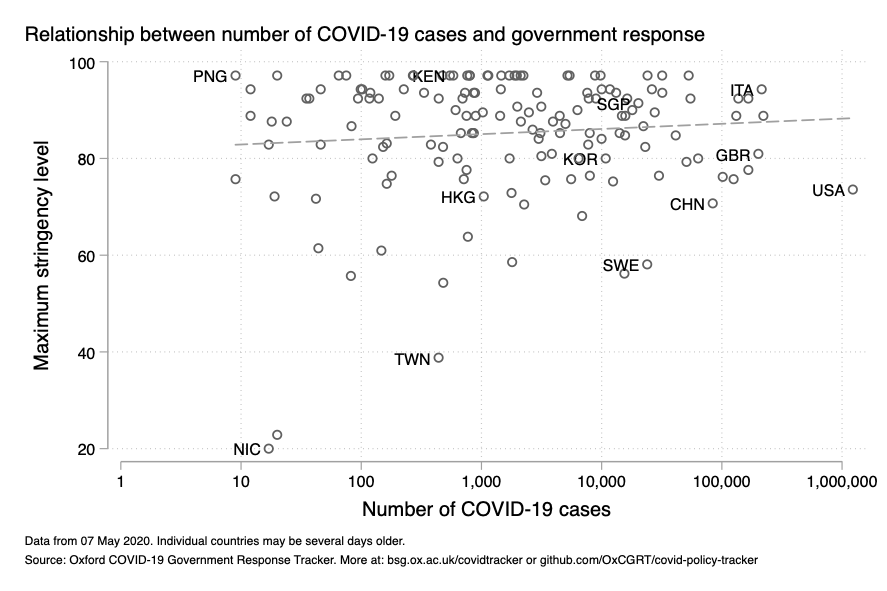 Relationship between number of COVID-19 cases and government response
Maximum stringency level
100
80
60
40
20
PNG
KEN
ITA
SGP
KOR
GBR
HKG
USA
CHN
SWE
TWN
NIC
1
10
100
1,000
10,000
100,000
1,000,000
Number of COVID-19 cases
Data from 07 May 2020. Individual countries may be several days older.
Source: Oxford COVID-19 Government Response Tracker. More at: bsg.ox.ac.uk/covidtracker or github.com/OxCGRT/covid-policy-tracker